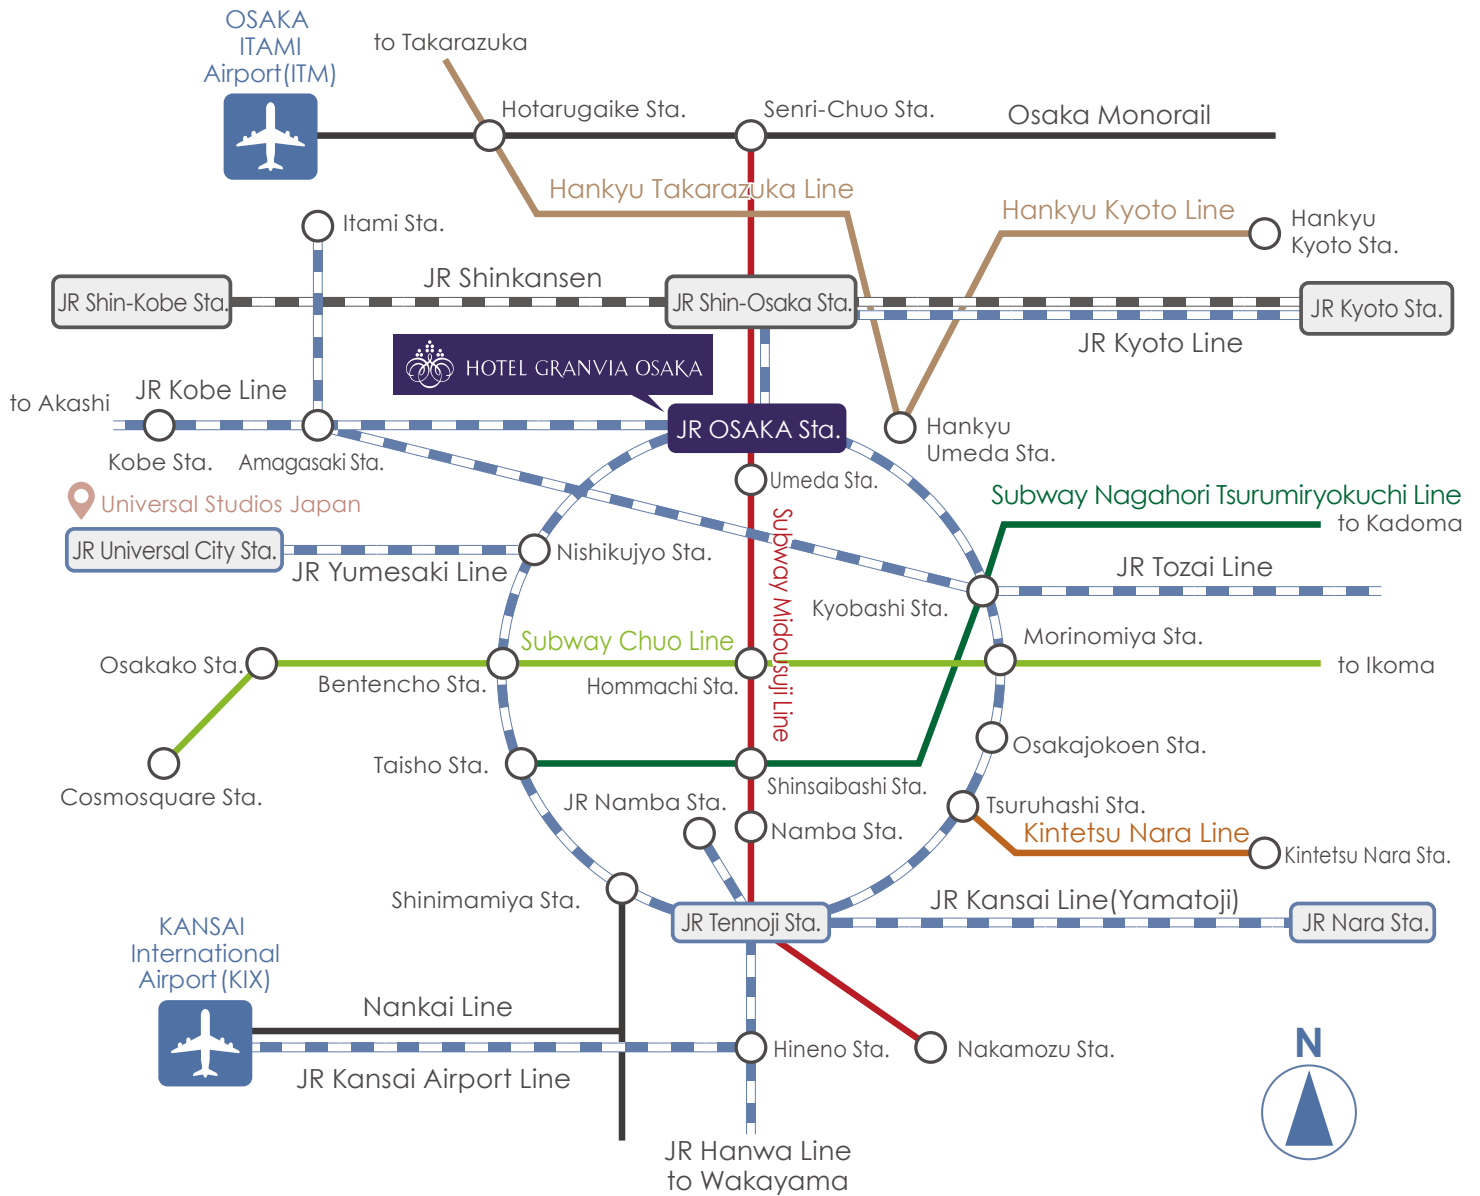 OSAKA
ITAMI
Airport(ITM)
to Takarazuka
Hotarugaike Sta.
Senri-Chuo Sta.
Osaka Monorail
Hankyu Takarazuka Line
Hankyu Kyoto Line
Hankyu
Kyoto Sta.
Itami Sta.
JR Shinkansen
JR Shin-Kobe Sta.
JR Shin-Osaka Sta.
JR Kyoto Sta.
JR Kyoto Line
HOTEL GRANVIA OSAKA
JR Kobe Line
to Akashi
JR OSAKA Sta.
Hankyu
Umeda Sta.
Kobe Sta.
Amagasaki Sta.
Umeda Sta.
Universal Studios Japan
Subway Nagahori Tsurumiryokuchi Line
to Kadoma
JR Universal City Sta.
Nishikujyo Sta.
JR Yumesaki Line
Subway Midousuji Line
JR Tozai Line
Kyobashi Sta.
Subway Chuo Line
Morinomiya Sta.
Osakako Sta.
to Ikoma
Bentencho Sta.
Hommachi Sta.
Osakajokoen Sta.
Taisho Sta.
Shinsaibashi Sta.
Cosmosquare Sta.
JR Namba Sta.
Tsuruhashi Sta.
Namba Sta.
Kintetsu Nara Line
Kintetsu Nara Sta.
Shinimamiya Sta.
JR Kansai Line(Yamatoji)
JR Tennoji Sta.
JR Nara Sta.
KANSAI
International
Airport(KIX)
Nankai Line
Hineno Sta.
Nakamozu Sta.
JR Kansai Airport Line
N
JR Hanwa Line
to Wakayama